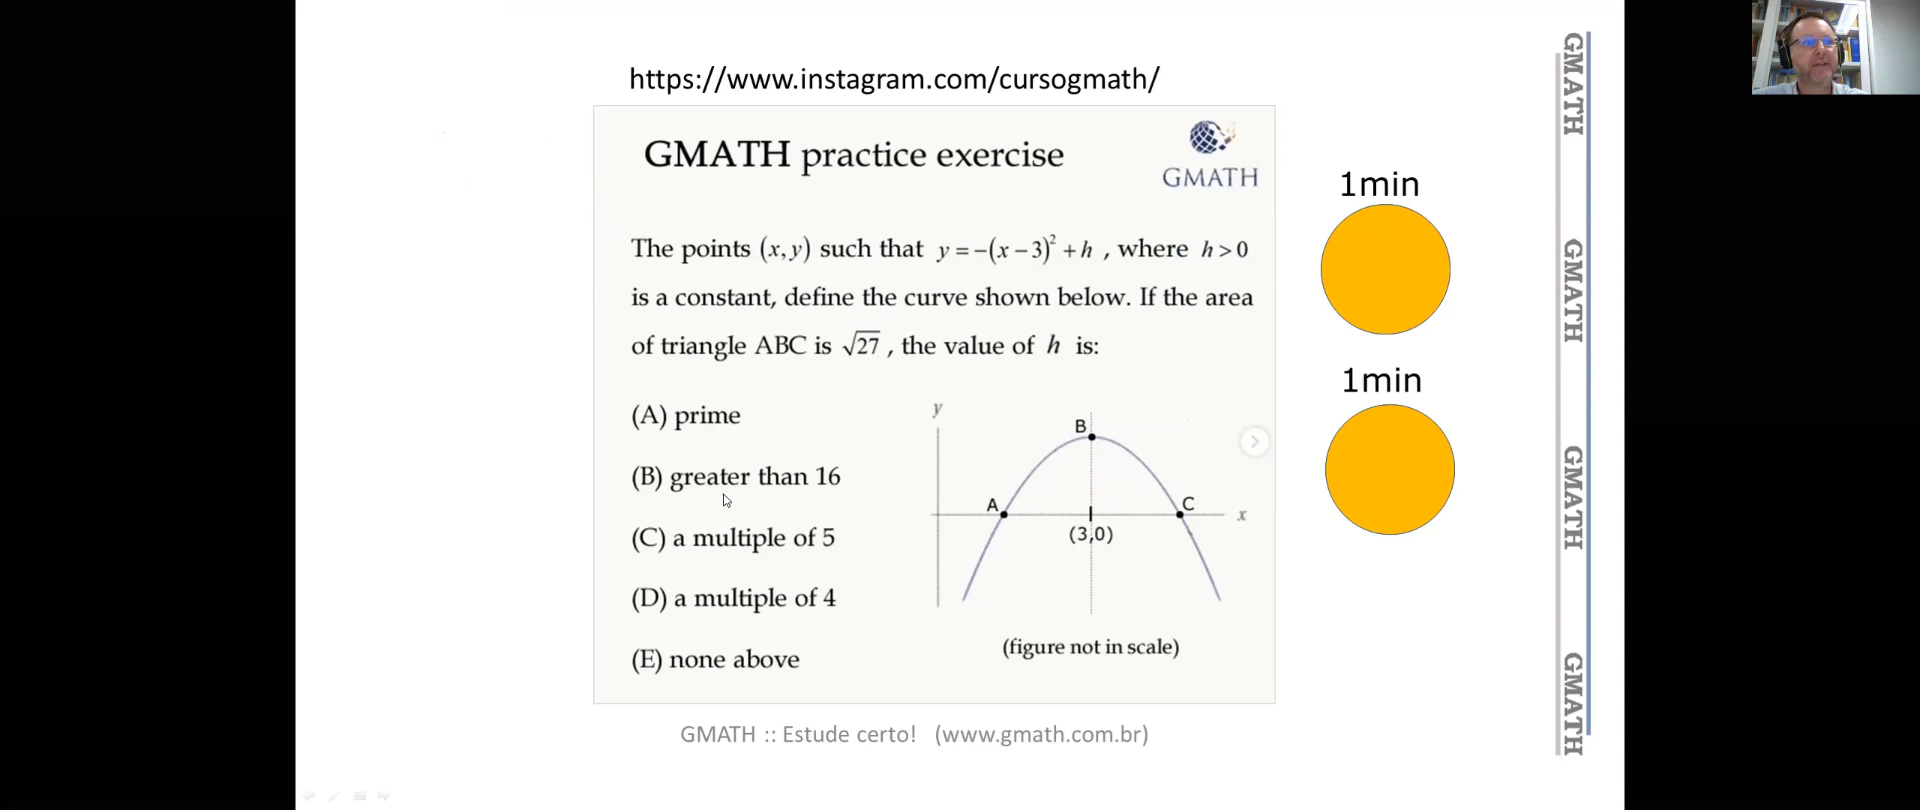 https://www.instagram.com/cursogmath/
GMATH practice exercise
GMATH
The points (x, y) such that y = −(x − 3)² + h , where h > 0
is a constant, define the curve shown below. If the area
of triangle ABC is √27 , the value of h is:
(A) prime
(B) greater than 16
(C) a multiple of 5
(D) a multiple of 4
(E) none above
y
B
A
C
x
(3,0)
(figure not in scale)
1min
1min
GMATH
GMATH
GMATH
GMATH
GMATH :: Estude certo! (www.gmath.com.br)